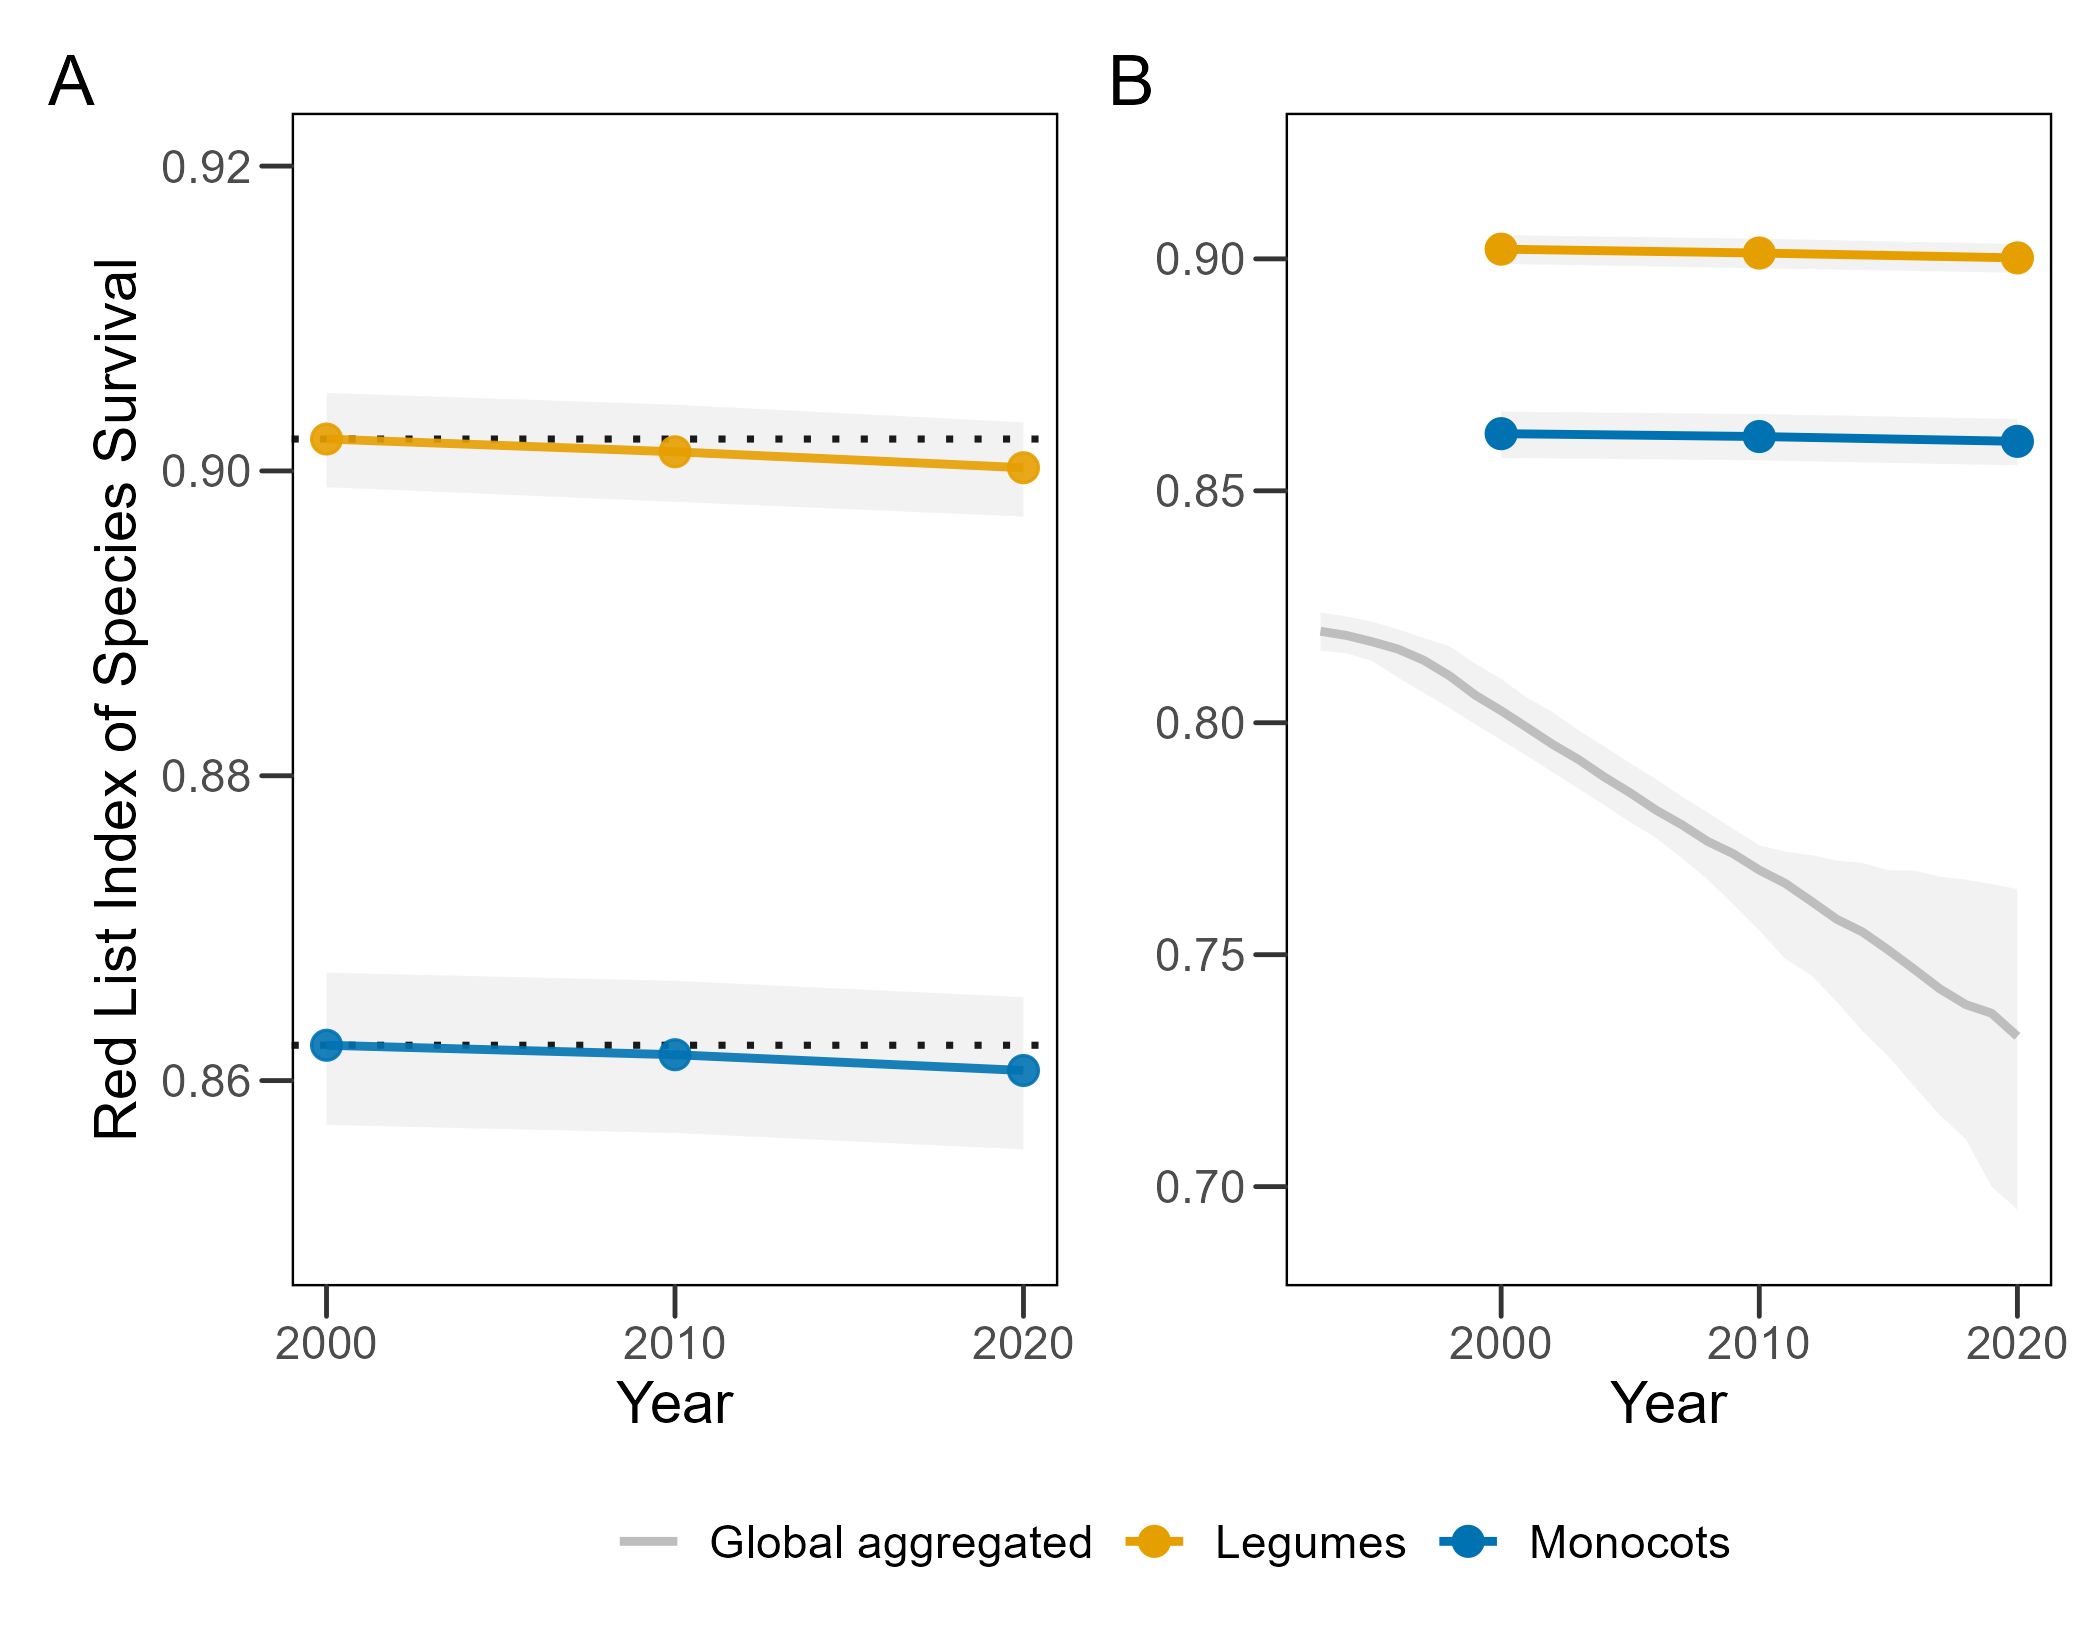 A
B
Red List Index of Species Survival
0.92
0.90
0.88
0.86
2000
2010
2020
Year
0.90
0.85
0.80
0.75
0.70
2000
2010
2020
Year
Global aggregated
Legumes
Monocots